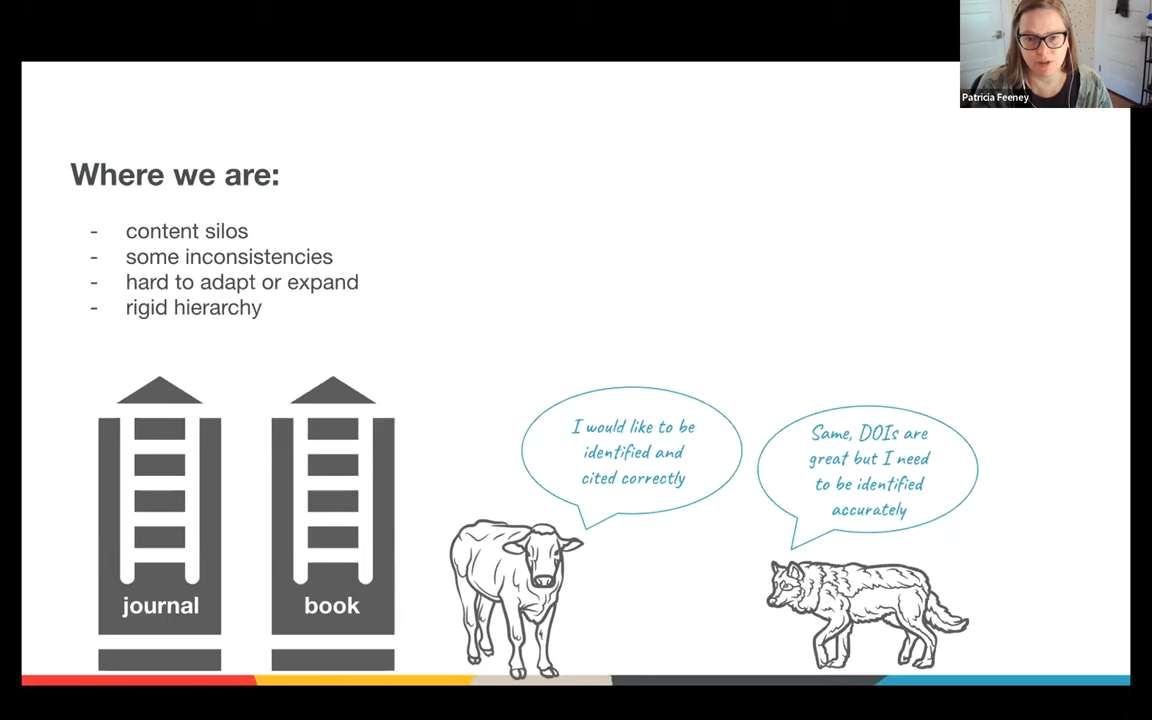 Patricia Feeney
Where we are:
- content silos
- some inconsistencies
- hard to adapt or expand
- rigid hierarchy
I would like to be
identified and
cited correctly
Same, DOIs are
great but I need
to be identified
accurately
journal
book